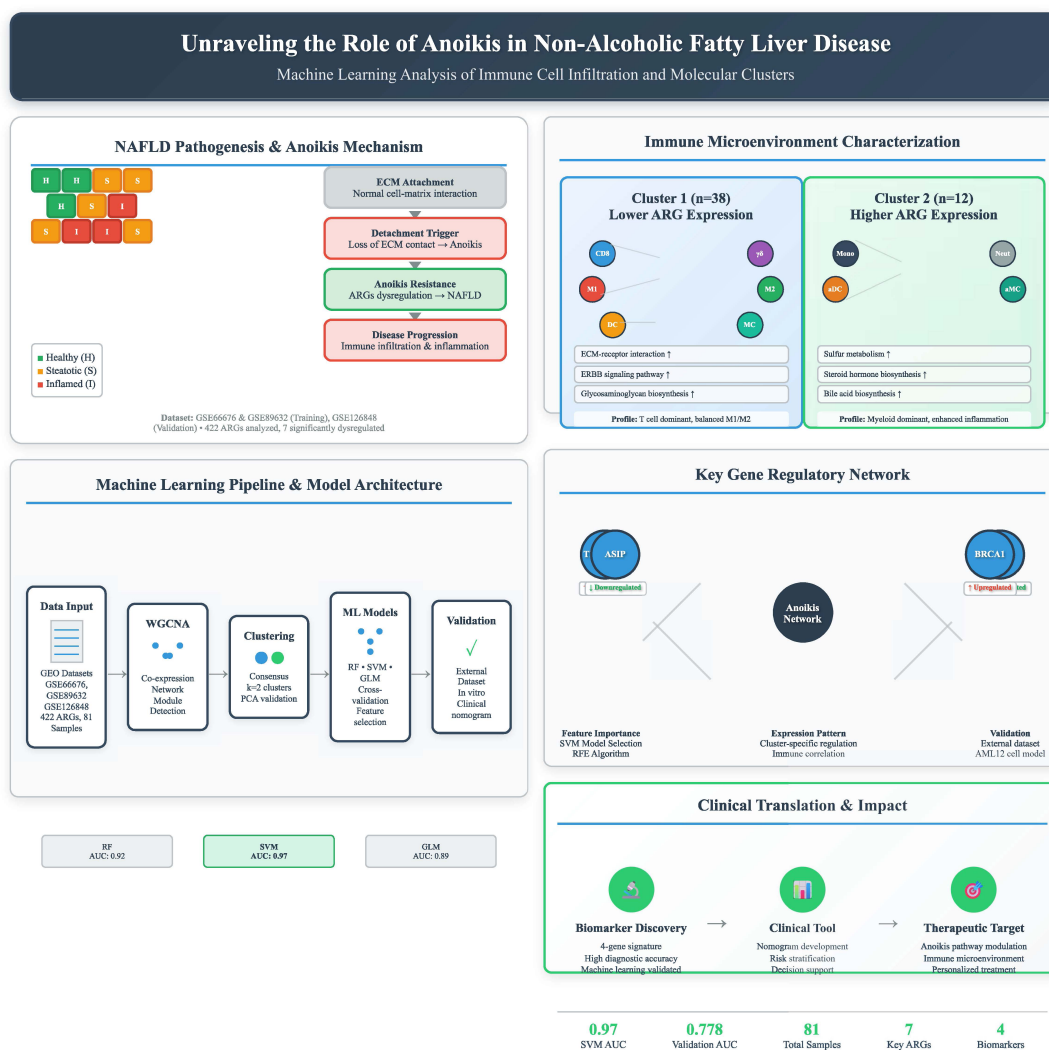 Unraveling the Role of Anoikis in Non-Alcoholic Fatty Liver Disease
Machine Learning Analysis of Immune Cell Infiltration and Molecular Clusters
NAFLD Pathogenesis & Anoikis Mechanism
H H S S
H S I
S I I S
ECM Attachment
Normal cell-matrix interaction
Detachment Trigger
Loss of ECM contact → Anoikis
Anoikis Resistance
ARGs dysregulation → NAFLD
Disease Progression
Immune infiltration & inflammation
Healthy (H)
Steatotic (S)
Inflamed (I)
Dataset: GSE66676 & GSE89632 (Training), GSE126848
(Validation) • 422 ARGs analyzed, 7 significantly dysregulated
Immune Microenvironment Characterization
Cluster 1 (n=38)
Lower ARG Expression
CD8
γδ
M1
M2
DC
MC
ECM-receptor interaction ↑
ERBB signaling pathway ↑
Glycosaminoglycan biosynthesis ↑
Profile: T cell dominant, balanced M1/M2
Cluster 2 (n=12)
Higher ARG Expression
Mono
Neut
aDC
aMC
Sulfur metabolism ↑
Steroid hormone biosynthesis ↑
Bile acid biosynthesis ↑
Profile: Myeloid dominant, enhanced inflammation
Machine Learning Pipeline & Model Architecture
Data Input
GEO Datasets
GSE66676,
GSE89632
GSE126848
422 ARGs, 81
Samples
WGCNA
Co-expression
Network
Module
Detection
Clustering
Consensus
k=2 clusters
PCA validation
ML Models
RF • SVM •
GLM
Cross-
validation
Feature
selection
Validation
✓
External
Dataset
In vitro
Clinical
nomogram
RF
AUC: 0.92
SVM
AUC: 0.97
GLM
AUC: 0.89
Key Gene Regulatory Network
ASIP
↓ Downregulated
BRCA1
↑ Upregulated
Anoikis
Network
Feature Importance
SVM Model Selection
RFE Algorithm
Expression Pattern
Cluster-specific regulation
Immune correlation
Validation
External dataset
AML12 cell model
Clinical Translation & Impact
Biomarker Discovery
4-gene signature
High diagnostic accuracy
Machine learning validated
→
Clinical Tool
Nomogram development
Risk stratification
Decision support
→
Therapeutic Target
Anoikis pathway modulation
Immune microenvironment
Personalized treatment
0.97
SVM AUC
0.778
Validation AUC
81
Total Samples
7
Key ARGs
4
Biomarkers